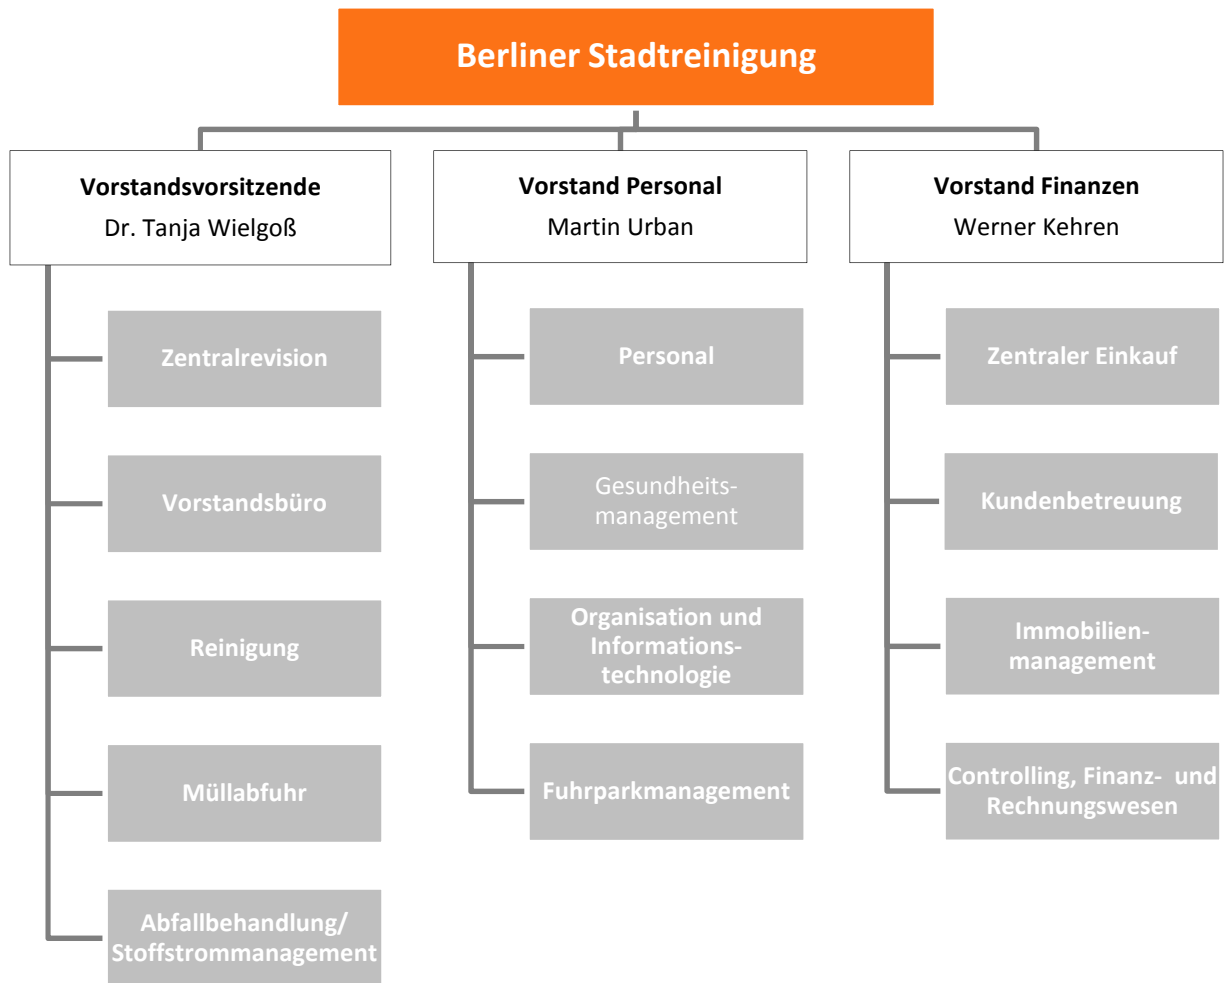 Berliner Stadtreinigung
Vorstandsvorsitzende
Dr. Tanja Wielgoß
Zentralrevision
Vorstandsbüro
Reinigung
Müllabfuhr
Abfallbehandlung/
Stoffstrommanagement
Vorstand Personal
Martin Urban
Personal
Gesundheits-
management
Organisation und
Informations-
technologie
Fuhrparkmanagement
Vorstand Finanzen
Werner Kehren
Zentraler Einkauf
Kundenbetreuung
Immobilien-
management
Controlling, Finanz- und
Rechnungswesen